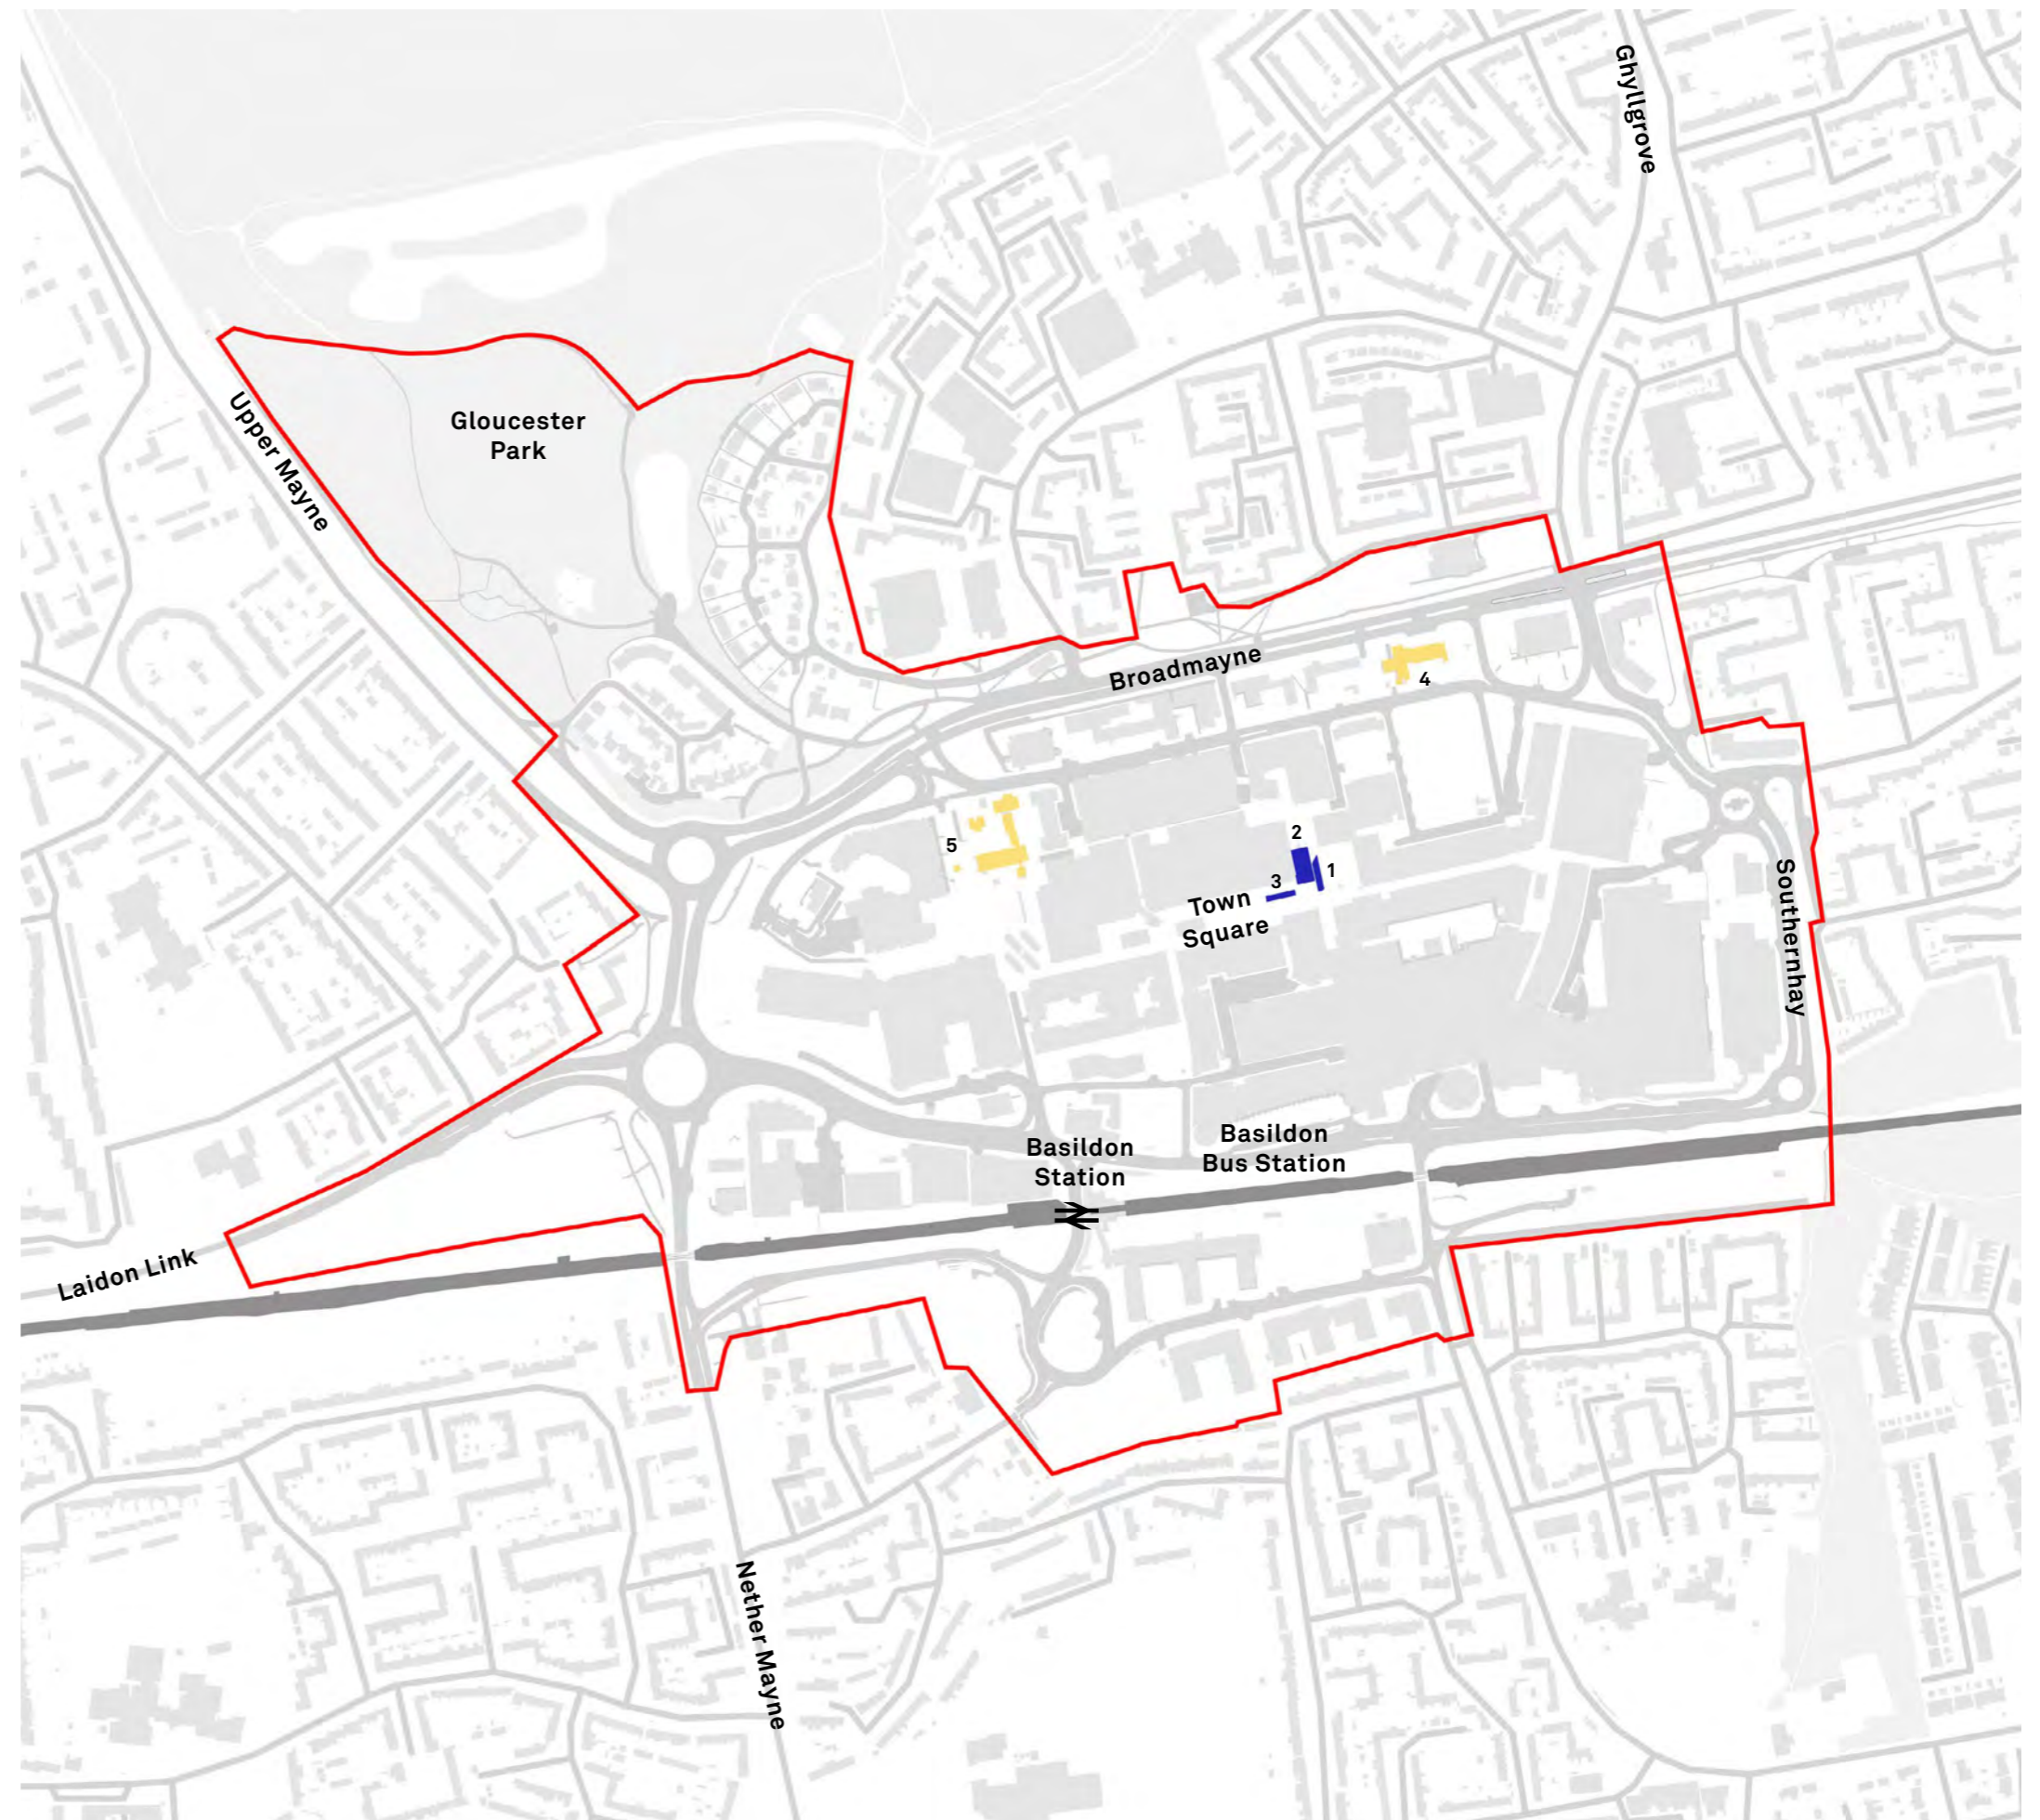 Ghyllgrove
Upper Mayne
Gloucester
Park
Broadmayne
4
5
2
1
3
Town
Square
Southernhay
Basildon
Station
Basildon
Bus Station
Laidon Link
Nether Mayne